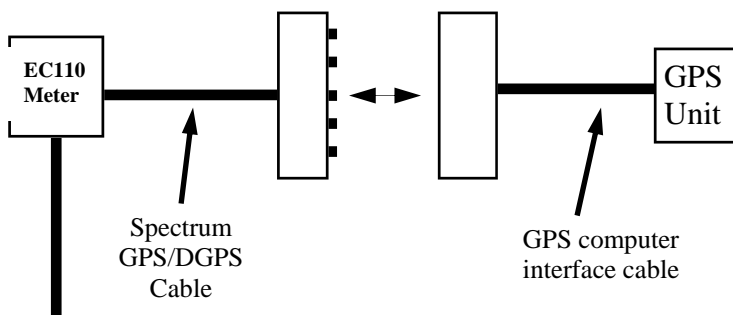 EC110
Meter
GPS
Unit
Spectrum
GPS/DGPS
Cable
GPS computer
interface cable